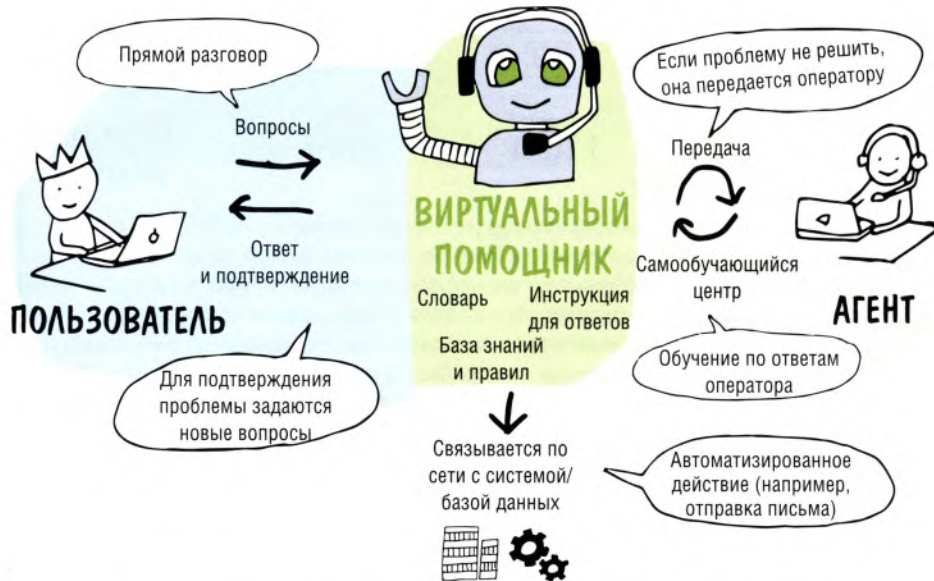 Прямой разговор
Вопросы
Ответ
и подтверждение
ПОЛЬЗОВАТЕЛЬ
Для подтверждения
проблемы задаются
новые вопросы
ВИРТУАЛЬНЫЙ
ПОМОЩНИК
Словарь
Инструкция
для ответов
База знаний
и правил
Связывается по
сети с системой/
базой данных
Если проблему не решить,
она передается оператору
Передача
Самообучающийся
центр
АГЕНТ
Обучение по ответам
оператора
Автоматизированное
действие (например,
отправка письма)